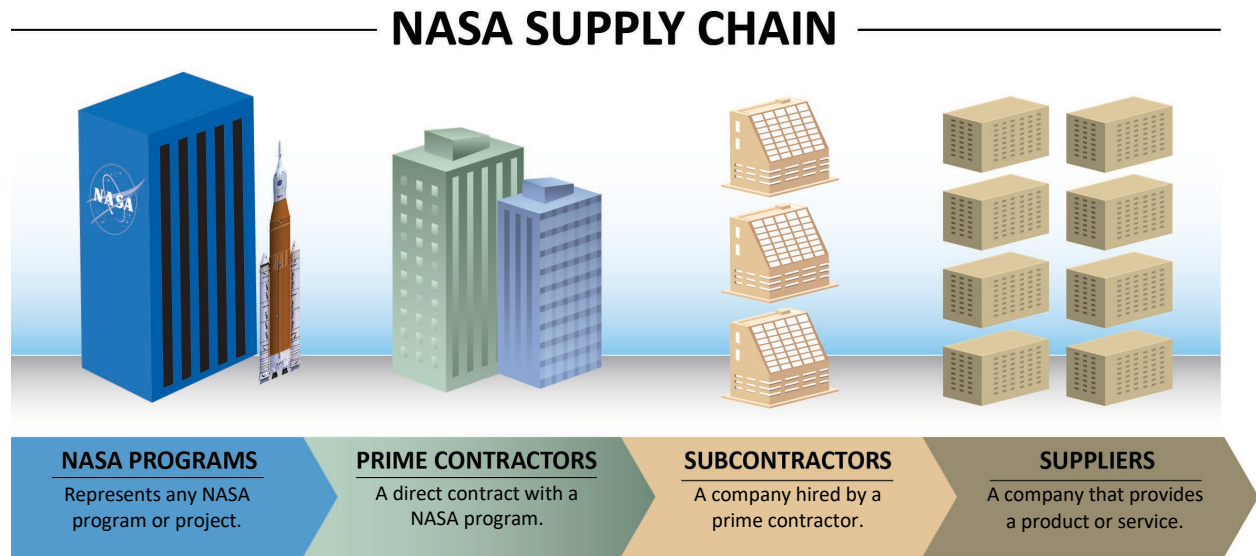 NASA SUPPLY CHAIN
NASA
NASA PROGRAMS
Represents any NASA
program or project.
PRIME CONTRACTORS
A direct contract with a
NASA program.
SUBCONTRACTORS
A company hired by a
prime contractor.
SUPPLIERS
A company that provides
a product or service.